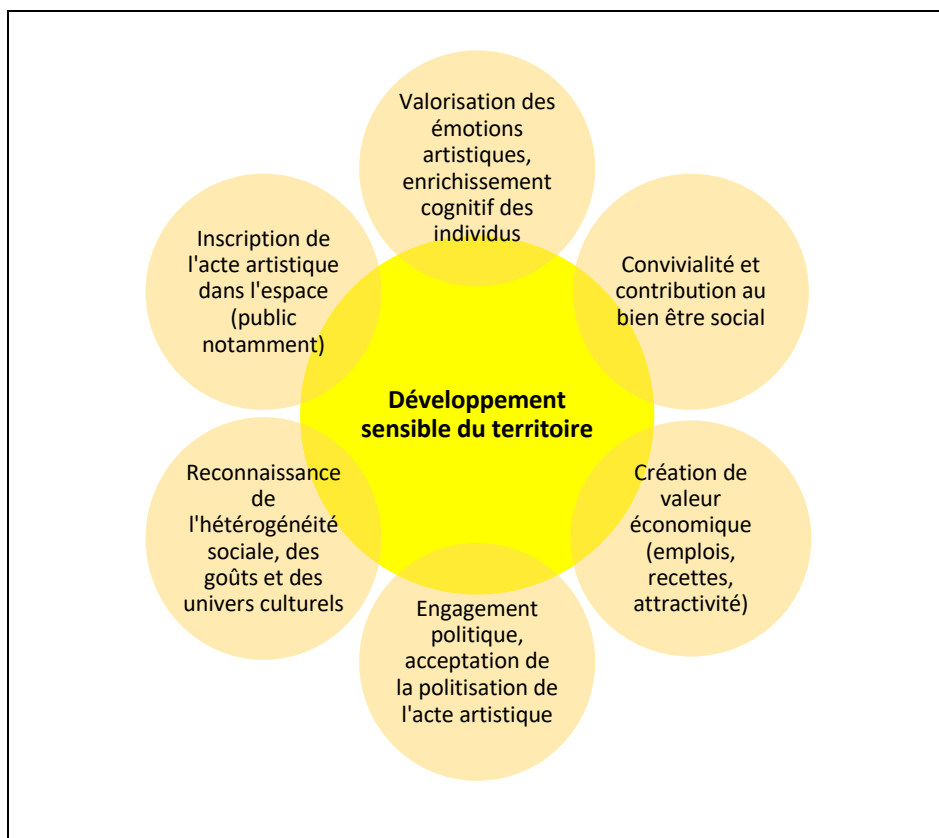 Valorisation des
émotions
artistiques,
enrichissement
cognitif des
individus
Convivialité et
contribution au
bien être social
Création de
valeur
économique
(emplois,
recettes,
attractivité)
Engagement
politique,
acceptation de
la politisation de
l'acte artistique
Reconnaissance
de
l'hétérogénéité
sociale, des
goûts et des
univers culturels
Inscription de
l'acte artistique
dans l'espace
(public
notamment)
Développement
sensible du territoire